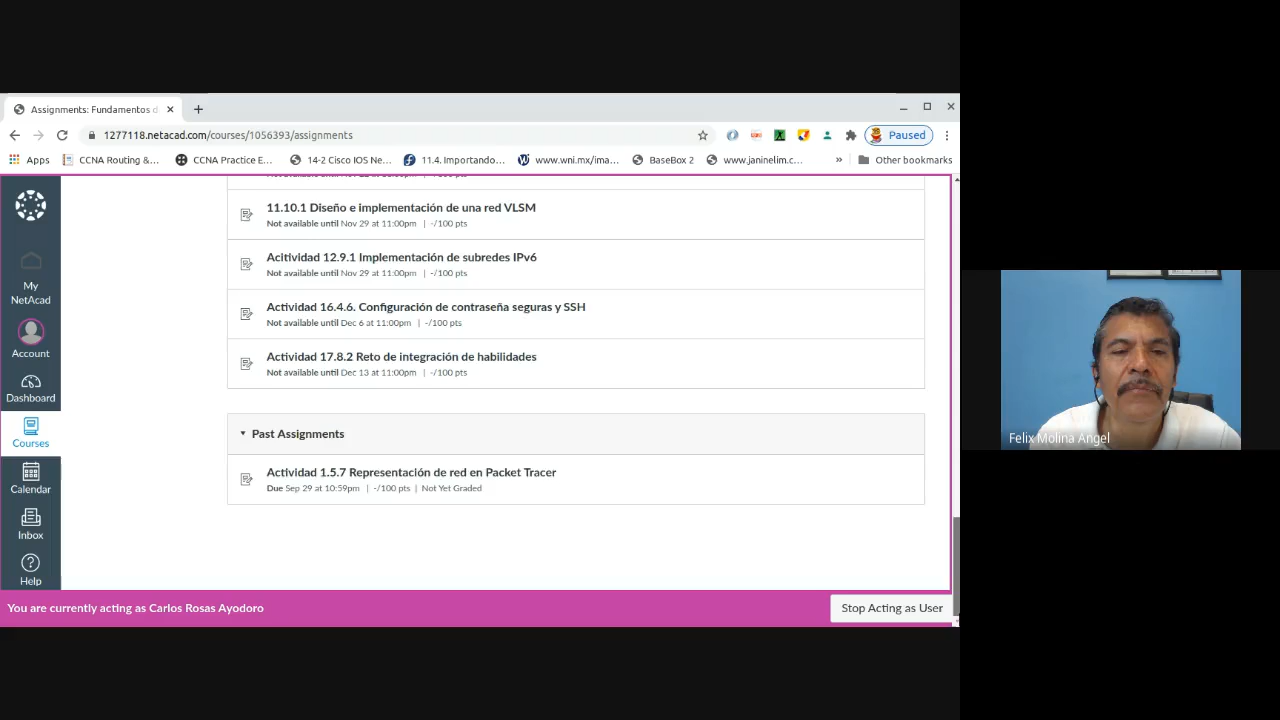 Assignments: Fundamentos d
1277118.netacad.com/courses/1056393/assignments
Paused
Apps
CCNA Routing &...
CCNA Practice E...
14-2 Cisco IOS Ne...
11.4. Importando...
www.wni.mx/ima...
BaseBox 2
www.janinelim.c...
»
Other bookmarks
11.10.1 Diseño e implementación de una red VLSM
Not available until Nov 29 at 11:00pm | -/100 pts
Acitividad 12.9.1 Implementación de subredes IPv6
Not available until Nov 29 at 11:00pm | -/100 pts
Actividad 16.4.6. Configuración de contraseña seguras y SSH
Not available until Dec 6 at 11:00pm | -/100 pts
Actividad 17.8.2 Reto de integración de habilidades
Not available until Dec 13 at 11:00pm | -/100 pts
Past Assignments
Actividad 1.5.7 Representación de red en Packet Tracer
Due Sep 29 at 10:59pm | -/100 pts | Not Yet Graded
My
NetAcad
Account
Dashboard
Courses
Calendar
Inbox
Help
You are currently acting as Carlos Rosas Ayodoro
Stop Acting as User
Felix Molina Angel